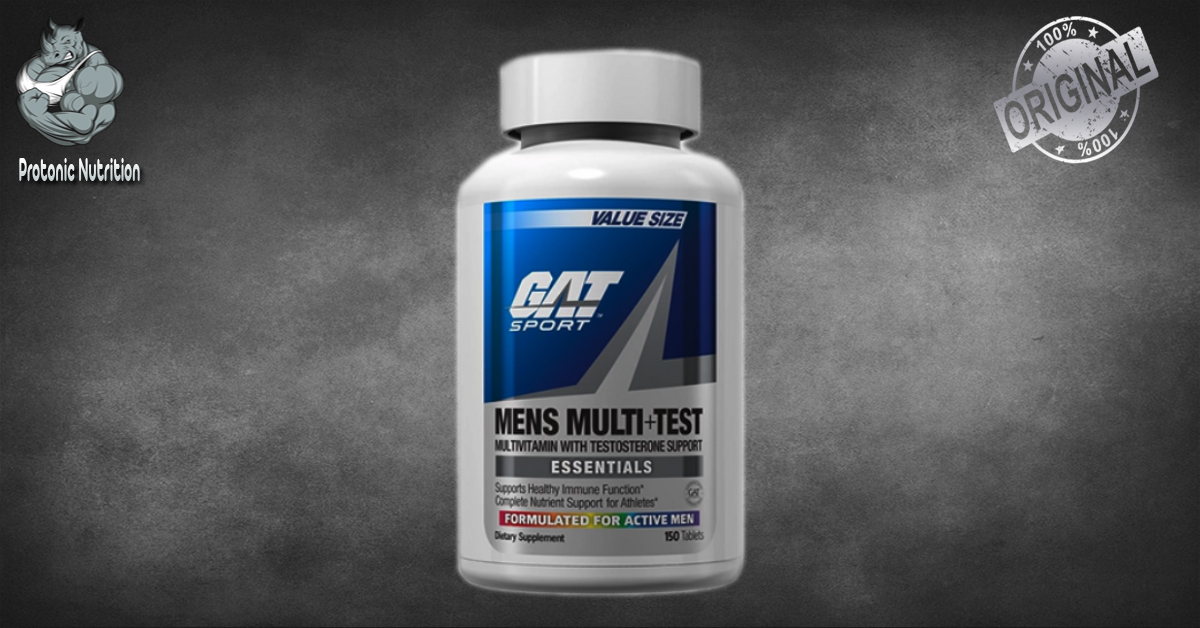 Protonic Nutrition
100%
ORIGINAL
100%
VALUE SIZE
GAT
SPORT
MENS MULTI+TEST
MULTIVITAMIN WITH TESTOSTERONE SUPPORT
ESSENTIALS
Supports Healthy Immune Function*
Complete Nutrient Support for Athletes*
GAT
FORMULATED FOR ACTIVE MEN
Dietary Supplement
150 Tablets